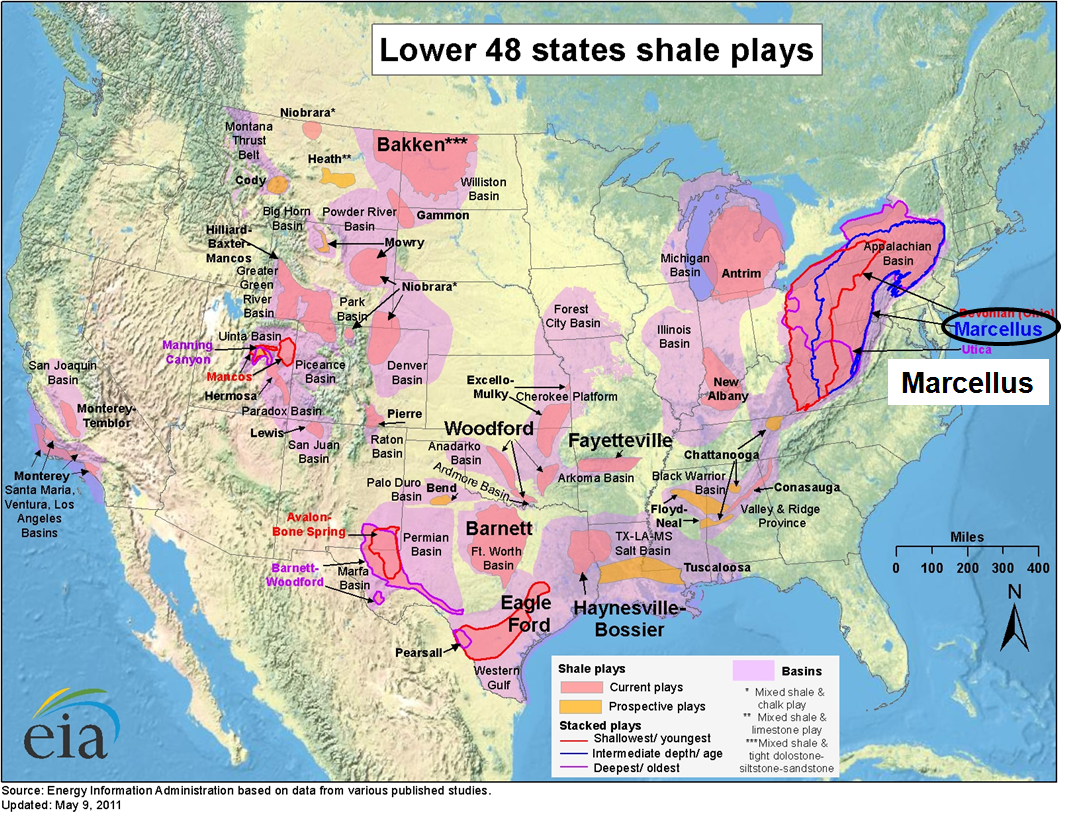 Lower 48 states shale plays
Niobrara*
Montana
Thrust
Belt
Bakken***
Heath**
Cody
Williston
Basin
Big Horn
Basin
Powder River
Basin
Gammon
Hilliard-
Baxter-
Mancos
Mowry
Greater
Green
River
Basin
Niobrara*
Park
Basin
Uinta Basin
Manning
Canyon
Mancos
Piceance
Basin
Hermosa
Denver
Basin
San Joaquin
Basin
Monterey-
Temblor
Paradox Basin
Lewis
San Juan
Basin
Pierre
Raton
Basin
Monterey
Santa Maria,
Ventura, Los
Angeles
Basins
Michigan
Basin
Antrim
Appalachian
Basin
Devonian (Ohio)
Marcellus
Utica
Marcellus
Forest
City Basin
Illinois
Basin
New
Albany
Excello-
Mulky
Cherokee Platform
Woodford
Fayetteville
Anadarko
Basin
Ardmore Basin
Arkoma Basin
Chattanooga
Palo Duro
Basin
Bend
Black Warrior
Basin
Conasauga
Floyd-
Neal
Valley & Ridge
Province
Avalon-
Bone Spring
Permian
Basin
Barnett
Ft. Worth
Basin
TX-LA-MS
Salt Basin
Tuscaloosa
Barnett-
Woodford
Marfa
Basin
Eagle
Ford
Haynesville-
Bossier
Pearsall
Western
Gulf
Miles
0 100 200 300 400
N
Shale plays
Current plays
Prospective plays
Stacked plays
Shallowest/ youngest
Intermediate depth/ age
Deepest/ oldest
Basins
* Mixed shale &
chalk play
** Mixed shale &
limestone play
***Mixed shale &
tight dolostone-
siltstone-sandstone
eia
Source: Energy Information Administration based on data from various published studies.
Updated: May 9, 2011